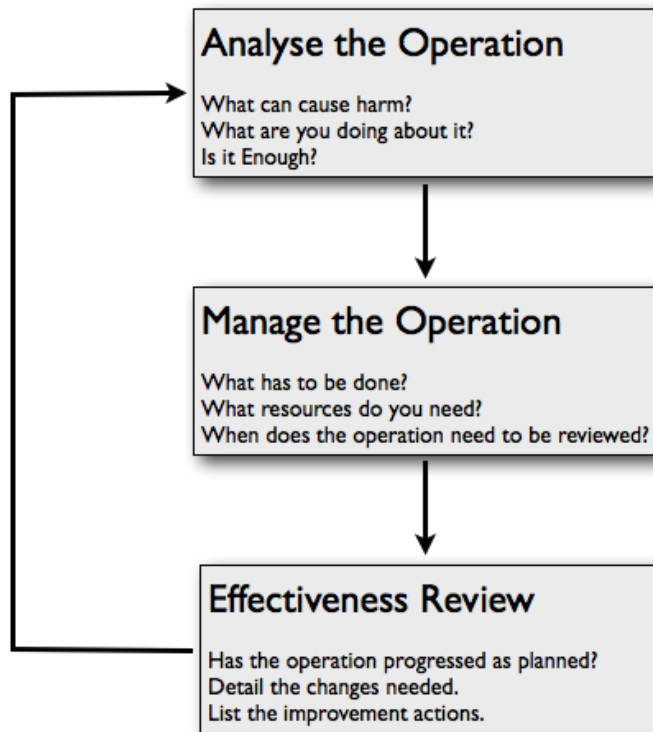 Analyse the Operation
What can cause harm?
What are you doing about it?
Is it Enough?
Manage the Operation
What has to be done?
What resources do you need?
When does the operation need to be reviewed?
Effectiveness Review
Has the operation progressed as planned?
Detail the changes needed.
List the improvement actions.